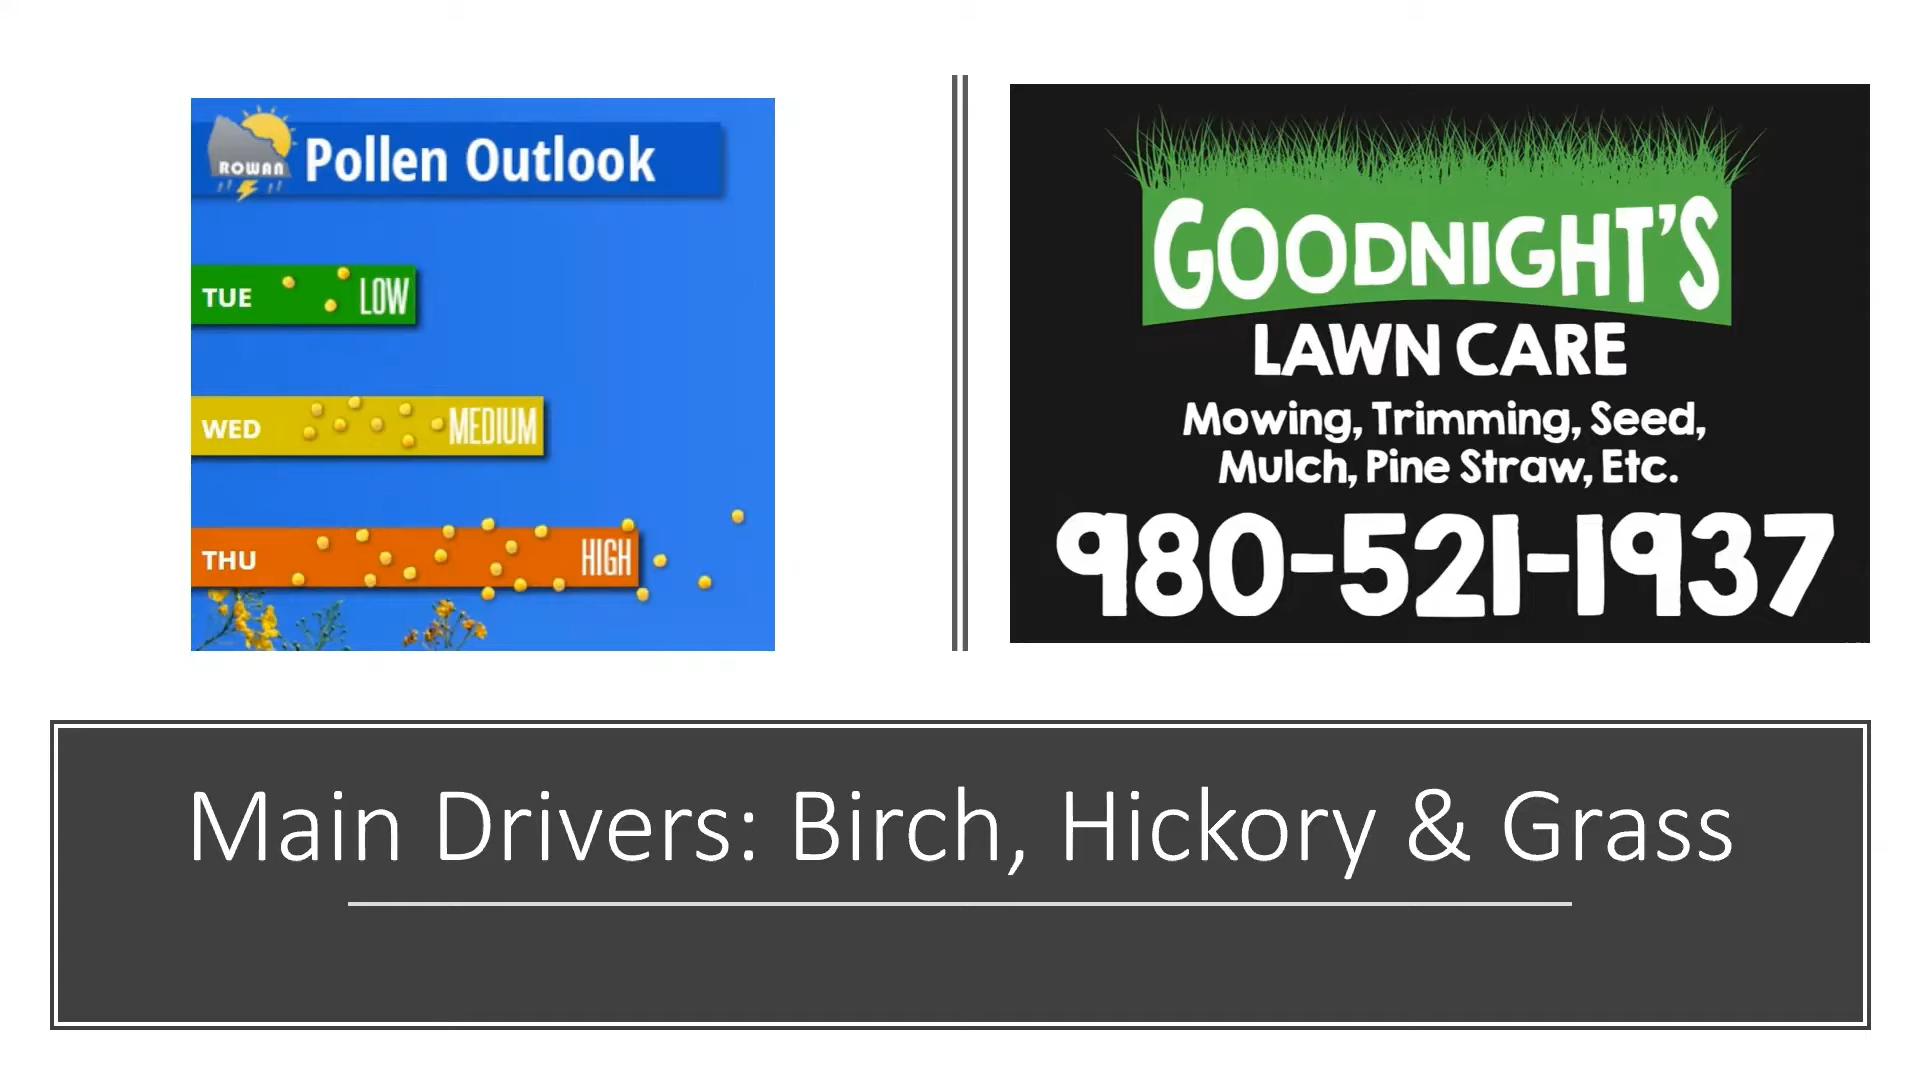 ROWAN
Pollen Outlook
TUE LOW
WED MEDIUM
THU HIGH
GOODNIGHT'S
LAWN CARE
Mowing, Trimming, Seed,
Mulch, Pine Straw, Etc.
980-521-1937
Main Drivers: Birch, Hickory & Grass